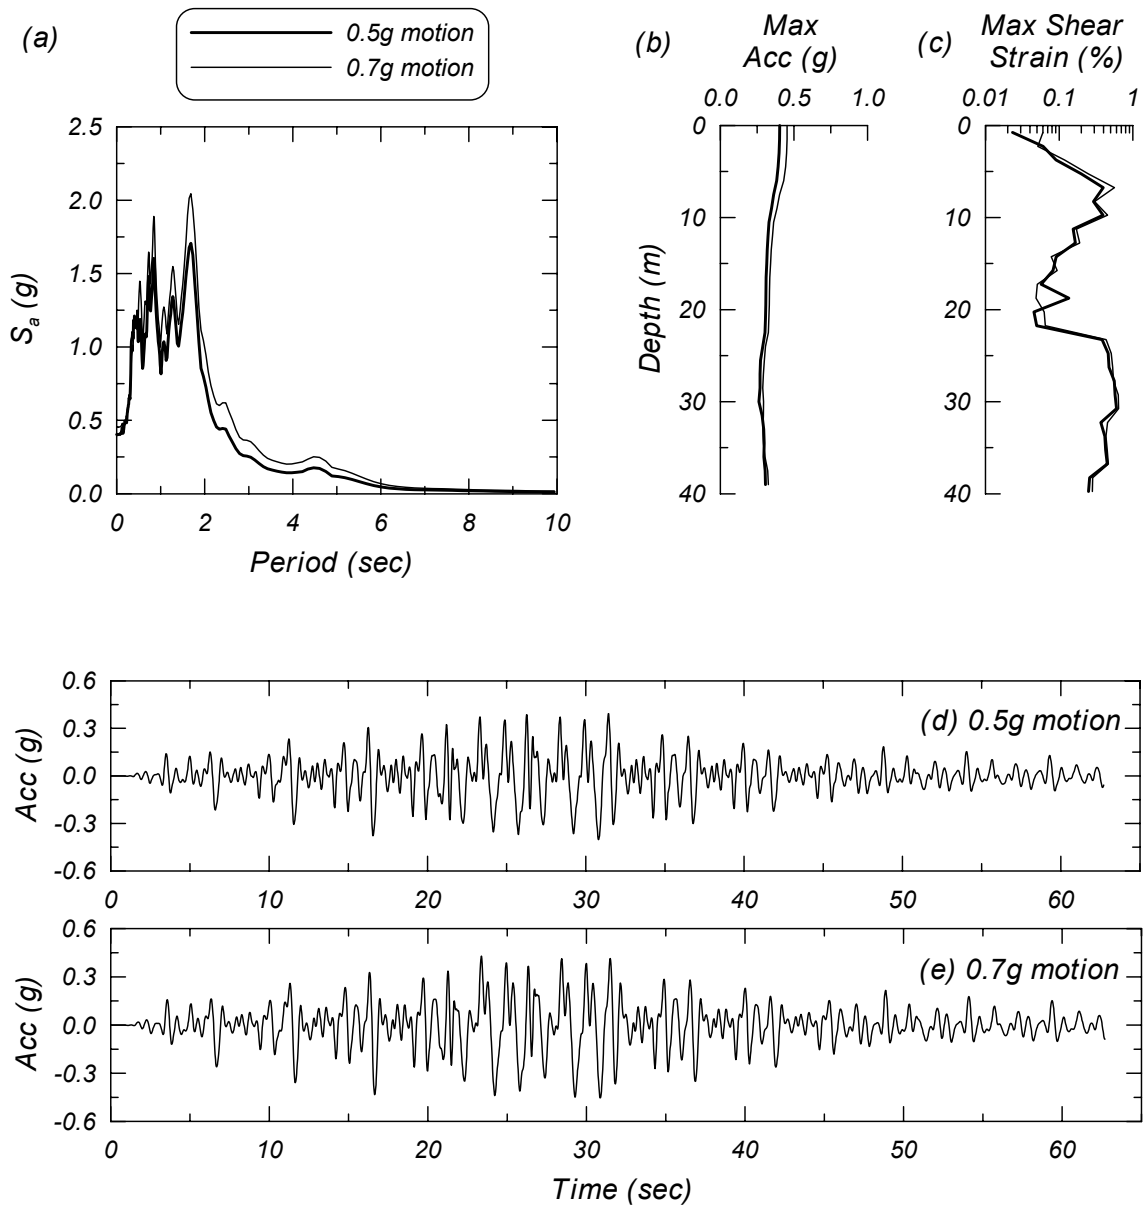 (a)
0.5g motion
0.7g motion
(b)
Max
Acc (g)
(c)
Max Shear
Strain (%)
0.0 0.5 1.0
0.01 0.1 1
2.5
2.0
1.5
1.0
0.5
0.0
S_a (g)
0 2 4 6 8 10
Period (sec)
0
10
20
30
40
Depth (m)
0
10
20
30
40
0.6
0.3
0.0
-0.3
-0.6
Acc (g)
(d) 0.5g motion
0 10 20 30 40 50 60
0.6
0.3
0.0
-0.3
-0.6
Acc (g)
(e) 0.7g motion
0 10 20 30 40 50 60
Time (sec)